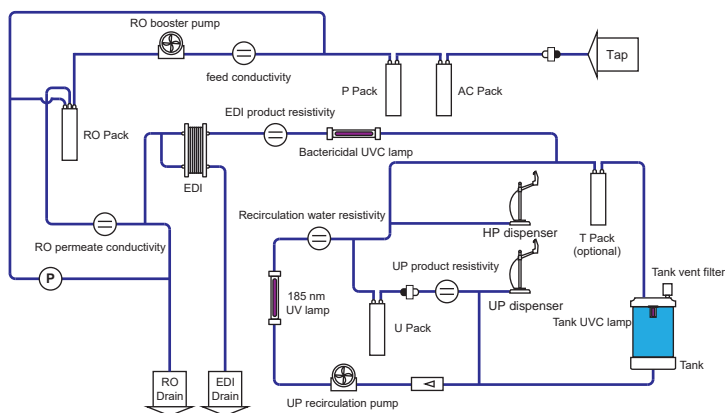 RO booster pump
feed conductivity
P Pack
AC Pack
Tap
RO Pack
EDI product resistivity
Bactericidal UVC lamp
EDI
RO permeate conductivity
Recirculation water resistivity
HP dispenser
T Pack
(optional)
P
185 nm
UV lamp
UP product resistivity
UP dispenser
U Pack
Tank vent filter
Tank UVC lamp
Tank
RO
Drain
EDI
Drain
UP recirculation pump